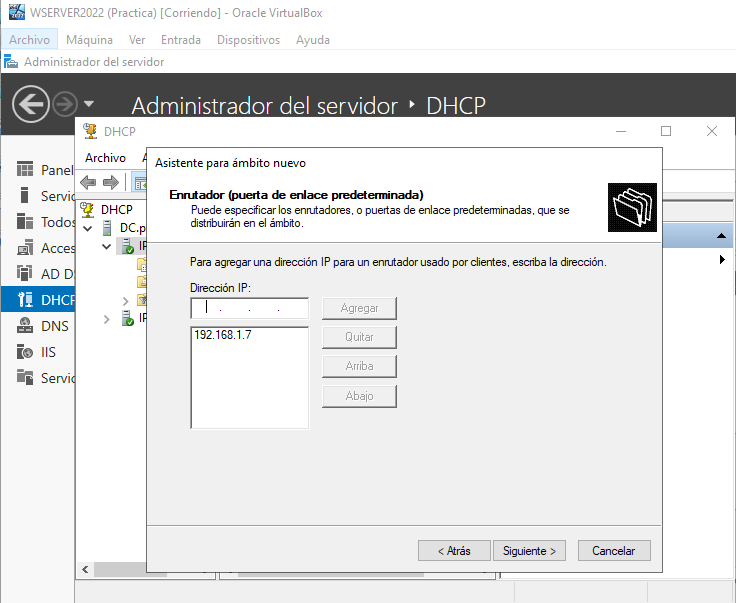 WSERVER2022 (Practica) [Corriendo] - Oracle VirtualBox
Archivo Máquina Ver Entrada Dispositivos Ayuda
Administrador del servidor
Administrador del servidor ‣ DHCP
DHCP
Archivo
Asistente para ámbito nuevo
Enrutador (puerta de enlace predeterminada)
Puede especificar los enrutadores, o puertas de enlace predeterminadas, que se
distribuirán en el ámbito.
Para agregar una dirección IP para un enrutador usado por clientes, escriba la dirección.
Dirección IP:
. . .
Agregar
192.168.1.7
Quitar
Arriba
Abajo
< Atrás
Siguiente >
Cancelar
Panel
Servic
Todos
Acces
AD D
DHCP
DNS
IIS
Servic
DHCP
DC.p
IP
IP